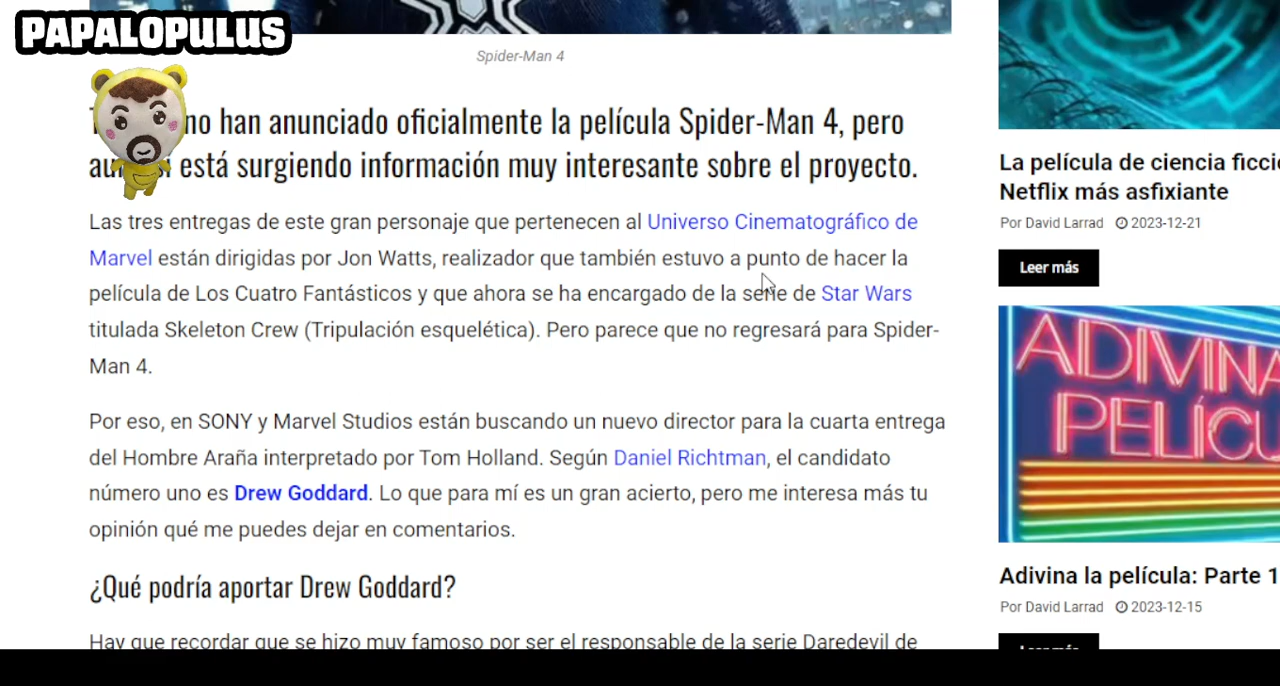 PAPALOPULUS
Spider-Man 4
no han anunciado oficialmente la película Spider-Man 4, pero
está surgiendo información muy interesante sobre el proyecto.
Las tres entregas de este gran personaje que pertenecen al Universo Cinematográfico de
Marvel están dirigidas por Jon Watts, realizador que también estuvo a punto de hacer la
película de Los Cuatro Fantásticos y que ahora se ha encargado de la serie de Star Wars
titulada Skeleton Crew (Tripulación esquelética). Pero parece que no regresará para Spider-
Man 4.
Por eso, en SONY y Marvel Studios están buscando un nuevo director para la cuarta entrega
del Hombre Araña interpretado por Tom Holland. Según Daniel Richtman, el candidato
número uno es Drew Goddard. Lo que para mí es un gran acierto, pero me interesa más tu
opinión qué me puedes dejar en comentarios.
¿Qué podría aportar Drew Goddard?
Hay que recordar que se hizo muy famoso por ser el responsable de la serie Daredevil de
La película de ciencia ficci
Netflix más asfixiante
Por David Larrad 2023-12-21
Leer más
ADIVINA
PELÍCU
Adivina la película: Parte 1
Por David Larrad 2023-12-15
Leer más